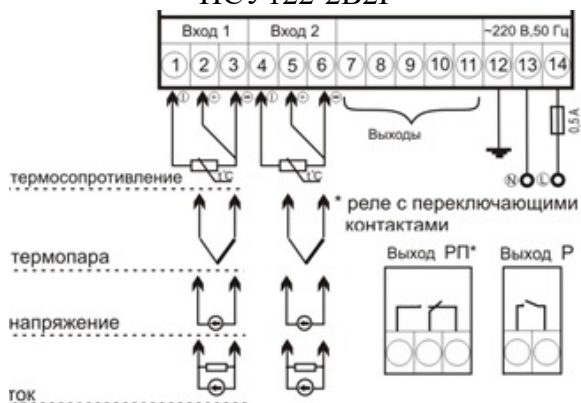 Вход 1 Вход 2 ~220 В,50 Гц
1 2 3 4 5 6 7 8 9 10 11 12 13 14
Выходы
0,5А
термосопротивление
t°C t°C
N L
* реле с переключающими
контактами
термопара
Выход РП* Выход Р
напряжение
ток